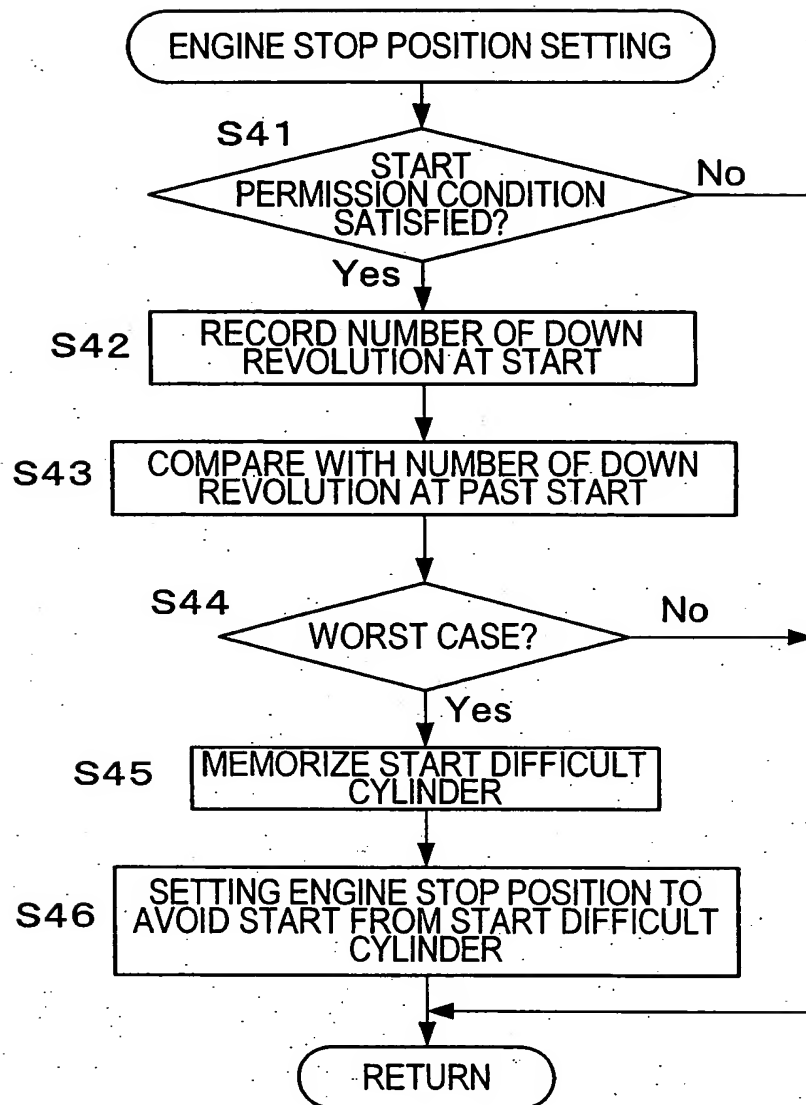 ENGINE STOP POSITION SETTING
S41
START
PERMISSION CONDITION
SATISFIED?
No
Yes
S42
RECORD NUMBER OF DOWN
REVOLUTION AT START
S43
COMPARE WITH NUMBER OF DOWN
REVOLUTION AT PAST START
S44
WORST CASE?
No
Yes
S45
MEMORIZE START DIFFICULT
CYLINDER
S46
SETTING ENGINE STOP POSITION TO
AVOID START FROM START DIFFICULT
CYLINDER
RETURN